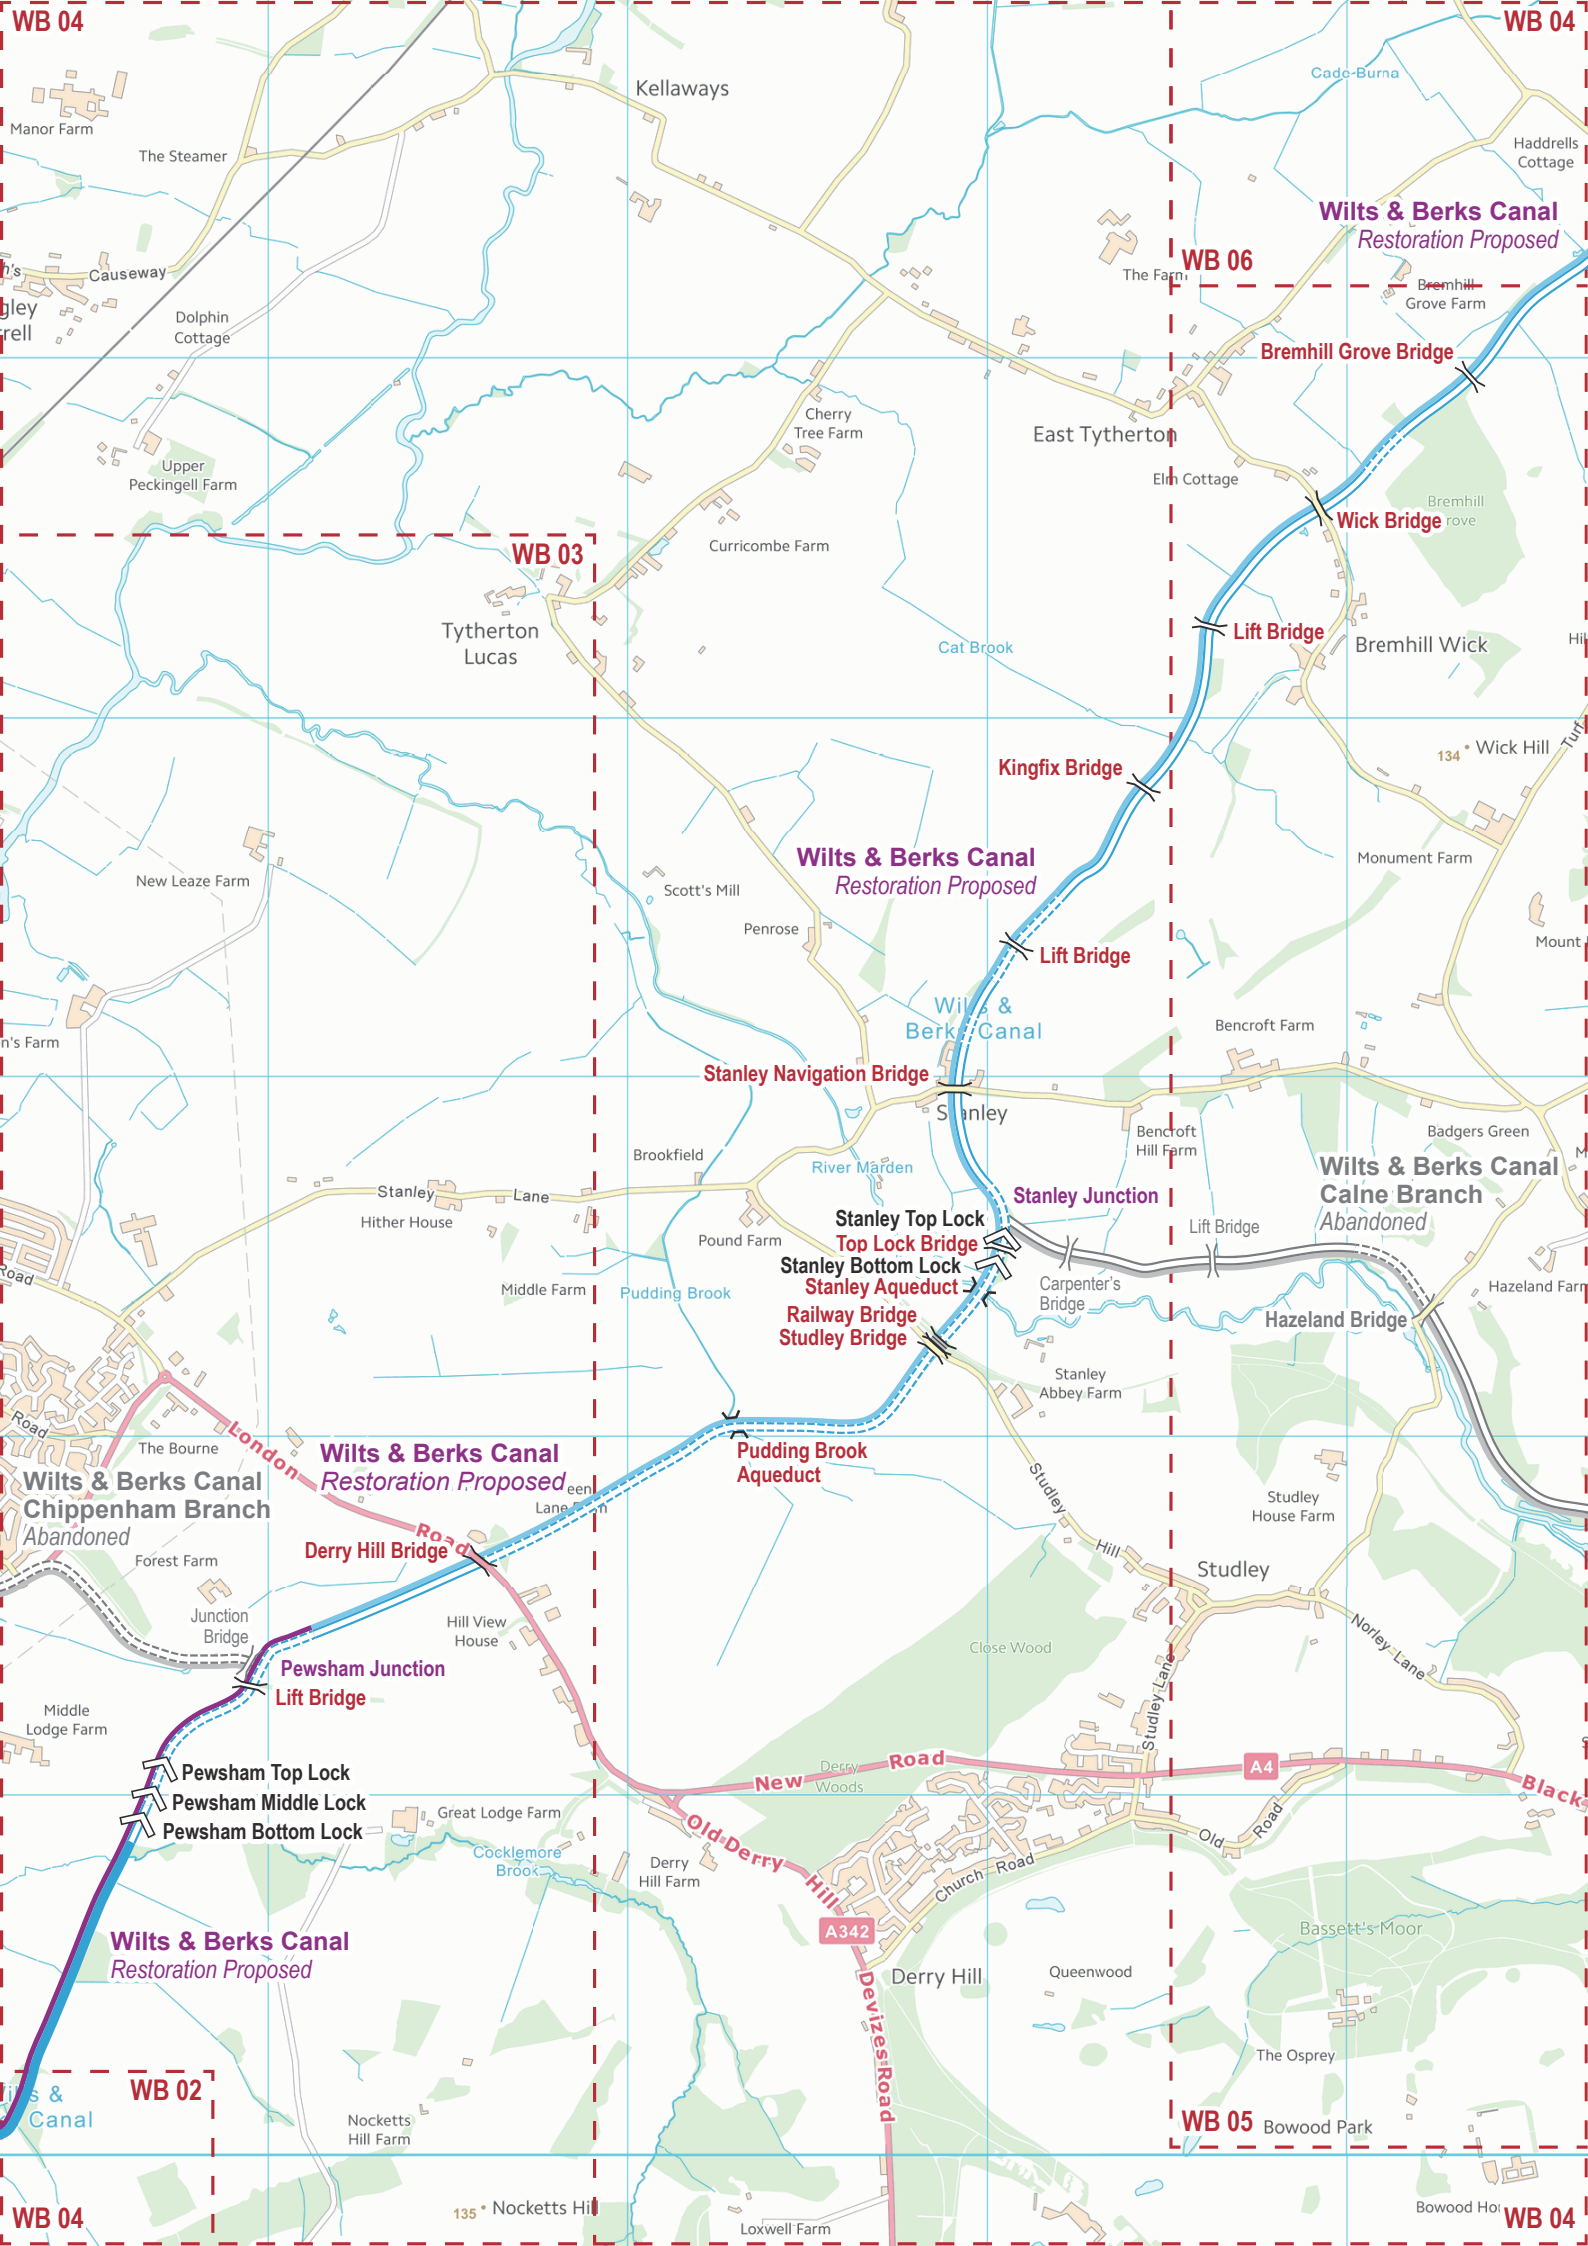 WB 04
WB 04
Cade Burna
Kellaways
Manor Farm
The Steamer
Haddrells
Cottage
Wilts & Berks Canal
Restoration Proposed
WB 06
Causeway
The Farm
Bremhill
Grove Farm
Dolphin
Cottage
Bremhill Grove Bridge
Cherry
Tree Farm
East Tytherton
Upper
Peckingell Farm
Elm Cottage
Bremhill
Wick Bridge
WB 03
Curricombe Farm
Tytherton
Lucas
Cat Brook
Lift Bridge
Bremhill Wick
134
Wick Hill
Kingfix Bridge
Monument Farm
Wilts & Berks Canal
Restoration Proposed
New Leaze Farm
Scott's Mill
Penrose
Mount
Lift Bridge
Canal
Bencroft Farm
n's Farm
Stanley Navigation Bridge
Stanley
Bencroft
Hill Farm
Badgers Green
Brookfield
River Marden
Wilts & Berks Canal
Calne Branch
Abandoned
Stanley
Lane
Hither House
Stanley Junction
Stanley Top Lock
Top Lock Bridge
Stanley Bottom Lock
Stanley Aqueduct
Lift Bridge
Pound Farm
Middle Farm
Pudding Brook
Carpenter's
Bridge
Hazeland Farm
Road
Railway Bridge
Studley Bridge
Hazeland Bridge
Stanley
Abbey Farm
Road
The Bourne
London
Road
Wilts & Berks Canal
Restoration Proposed
Pudding Brook
Aqueduct
Wilts & Berks Canal
Chippenham Branch
Abandoned
Lane
Studley
Hill
Studley
House Farm
Derry Hill Bridge
Forest Farm
Studley
Junction
Bridge
Hill View
House
Close Wood
Norley Lane
Pewsham Junction
Lift Bridge
Studley Lane
Middle
Lodge Farm
Pewsham Top Lock
Pewsham Middle Lock
Pewsham Bottom Lock
New
Road
Derry
Woods
A4
Black
Great Lodge Farm
Old Derry
Hill
Old
Road
Cocklemore
Brook
Derry
Hill Farm
Church Road
Wilts & Berks Canal
Restoration Proposed
A342
Bassett's Moor
Derry Hill
Queenwood
Devizes Road
The Osprey
WB 02
Canal
Nocketts
Hill Farm
WB 05
Bowood Park
WB 04
135
Nocketts Hill
Loxwell Farm
WB 04